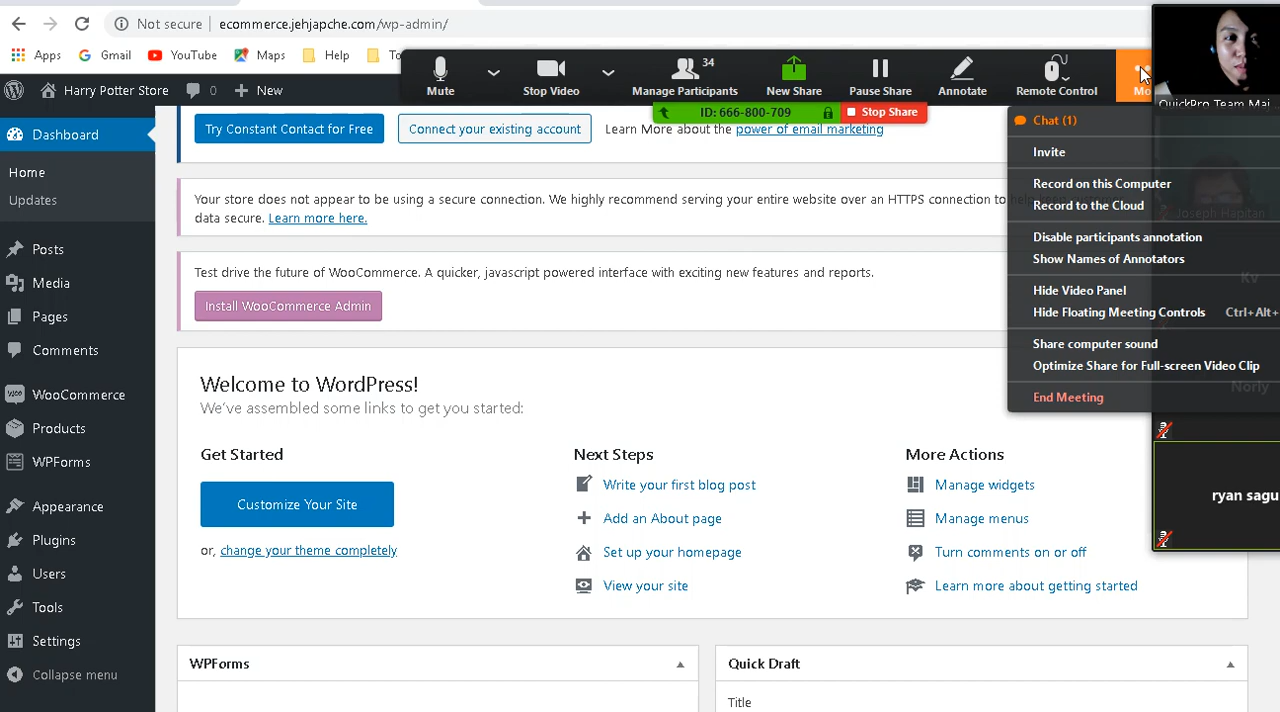 Not secure ecommerce.jehjapche.com/wp-admin/
Apps Gmail YouTube Maps Help
Mute Stop Video Manage Participants 34 New Share Pause Share Annotate Remote Control
ID: 666-800-709 Stop Share
QuickPro Team Mai
Harry Potter Store 0 New
Dashboard
Home
Updates
Posts
Media
Pages
Comments
WooCommerce
Products
WPForms
Appearance
Plugins
Users
Tools
Settings
Collapse menu
Try Constant Contact for Free Connect your existing account Learn More about the power of email marketing
Your store does not appear to be using a secure connection. We highly recommend serving your entire website over an HTTPS connection to
data secure. Learn more here.
Test drive the future of WooCommerce. A quicker, javascript powered interface with exciting new features and reports.
Install WooCommerce Admin
Welcome to WordPress!
We've assembled some links to get you started:
Get Started
Customize Your Site
or, change your theme completely
Next Steps
Write your first blog post
Add an About page
Set up your homepage
View your site
More Actions
Manage widgets
Manage menus
Turn comments on or off
Learn more about getting started
WPForms
Quick Draft
Title
Chat (1)
Invite
Record on this Computer
Record to the Cloud
Disable participants annotation
Show Names of Annotators
Hide Video Panel
Hide Floating Meeting Controls Ctrl+Alt+
Share computer sound
Optimize Share for Full-screen Video Clip
End Meeting
Joseph Hapitan
Kv
Norly
ryan sagu